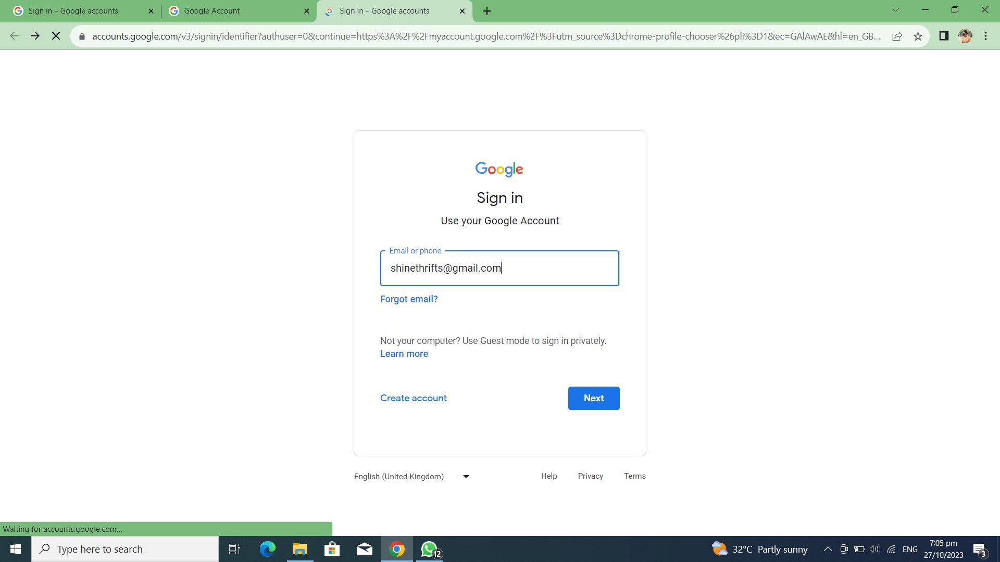 Sign in – Google accounts
Google Account
Sign in – Google accounts
accounts.google.com/v3/signin/identifier?authuser=0&continue=https%3A%2F%2Fmyaccount.google.com%2F%3Futm_source%3Dchrome-profile-chooser%26pli%3D1&ec=GAlAwAE&hl=en_GB...
Google
Sign in
Use your Google Account
Email or phone
shinethrifts@gmail.com
Forgot email?
Not your computer? Use Guest mode to sign in privately.
Learn more
Create account
Next
English (United Kingdom)
Help
Privacy
Terms
Waiting for accounts.google.com...
Type here to search
12
32°C Partly sunny
ENG
7:05 pm
27/10/2023
3